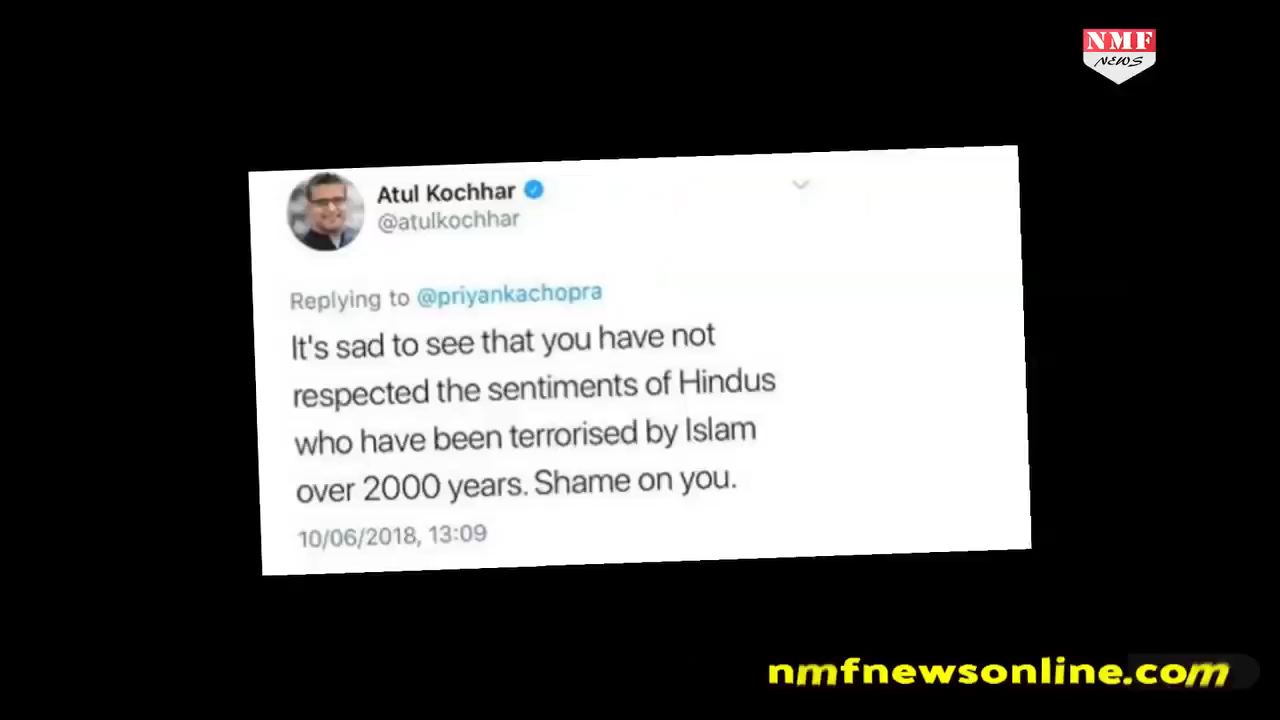 NMF
NEWS
Atul Kochhar
@atulkochhar
Replying to @priyankachopra
It's sad to see that you have not
respected the sentiments of Hindus
who have been terrorised by Islam
over 2000 years. Shame on you.
10/06/2018, 13:09
nmfnewsonline.com